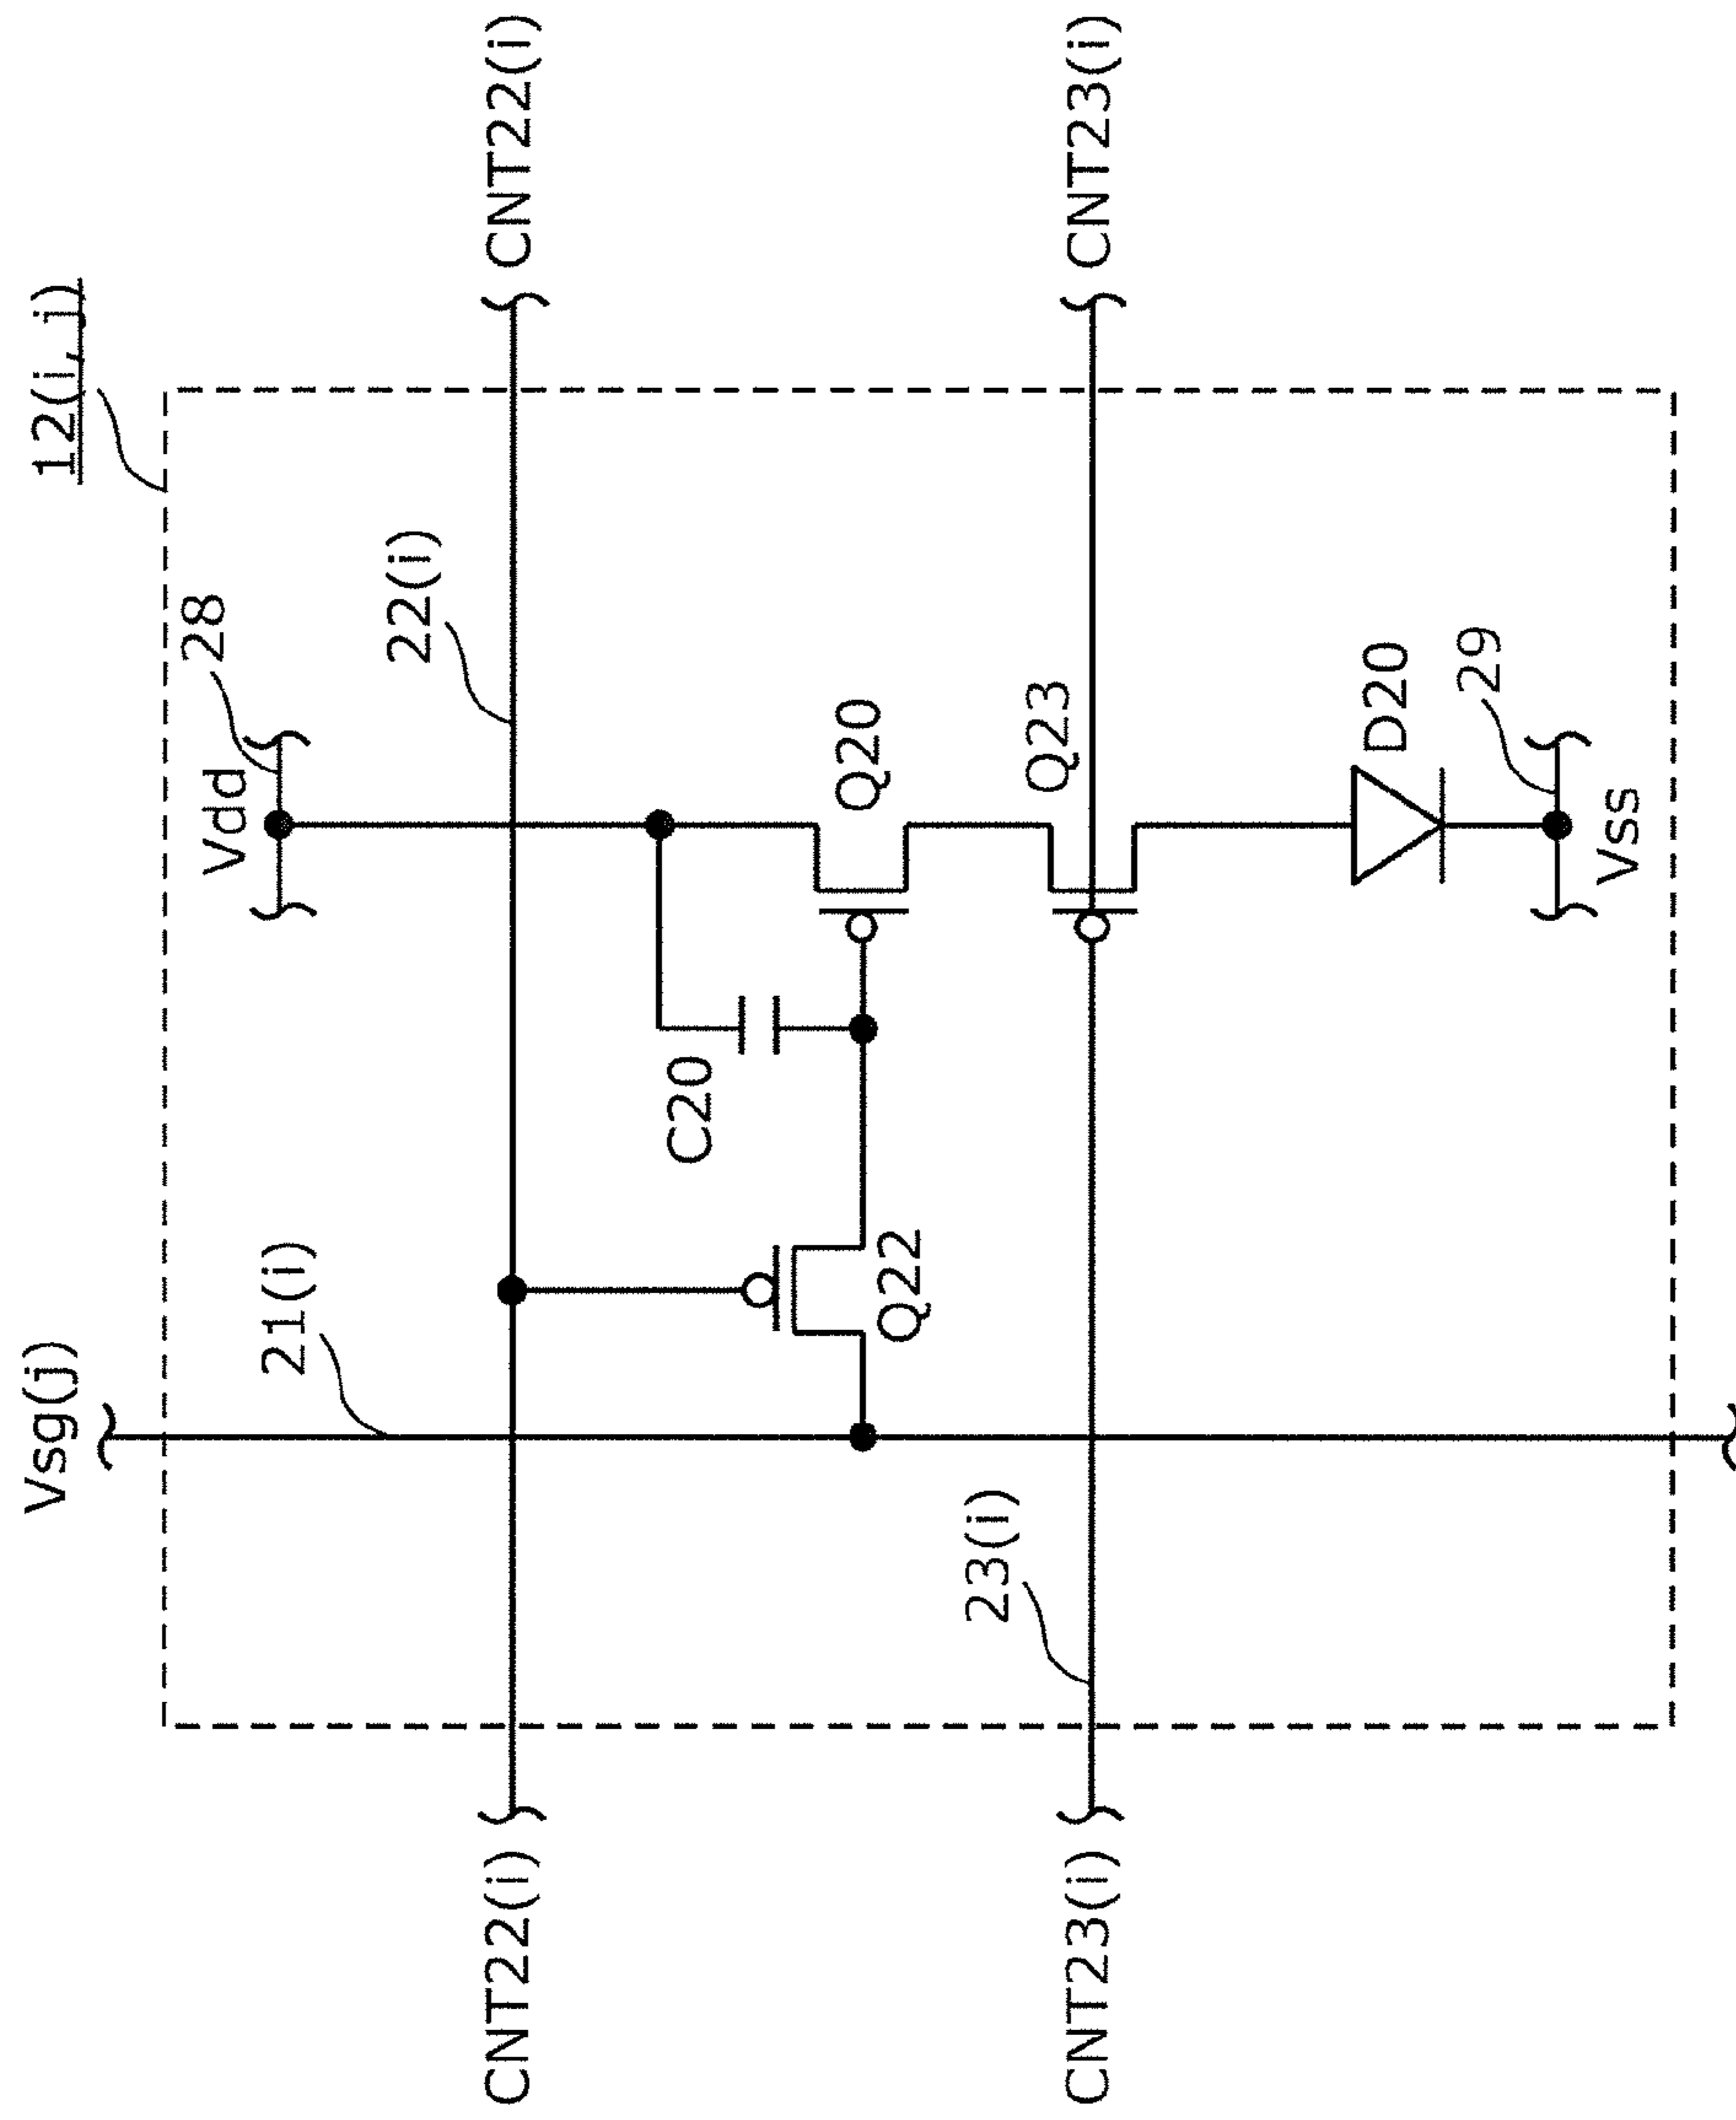 Vsg(j)
12(i,j)
28
Vdd
21(i)
22(i)
CNT22(i)
CNT22(i)
C20
Q20
Q22
23(i)
Q23
CNT23(i)
CNT23(i)
D20
29
Vss